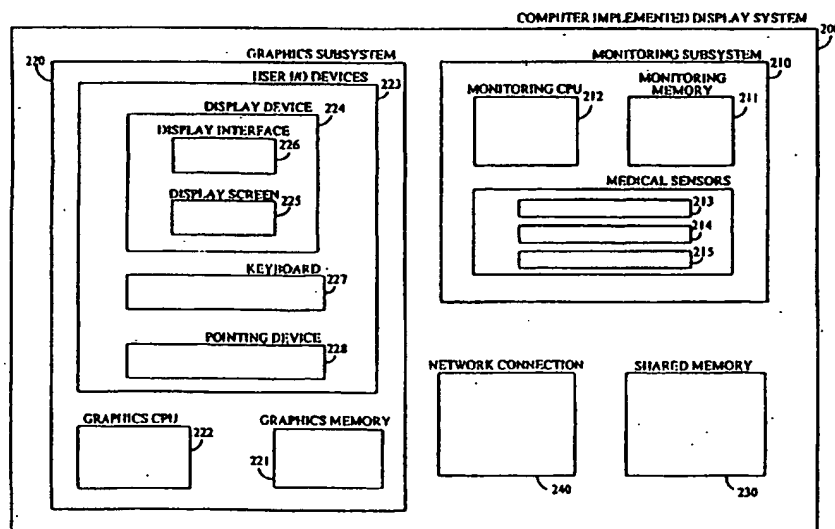 COMPUTER IMPLEMENTED DISPLAY SYSTEM
200
GRAPHICS SUBSYSTEM
220
USER I/O DEVICES
223
DISPLAY DEVICE
224
DISPLAY INTERFACE
226
DISPLAY SCREEN
225
KEYBOARD
227
POINTING DEVICE
228
GRAPHICS CPU
222
GRAPHICS MEMORY
221
MONITORING SUBSYSTEM
210
MONITORING CPU
212
MONITORING
MEMORY
211
MEDICAL SENSORS
213
214
215
NETWORK CONNECTION
240
SHARED MEMORY
230